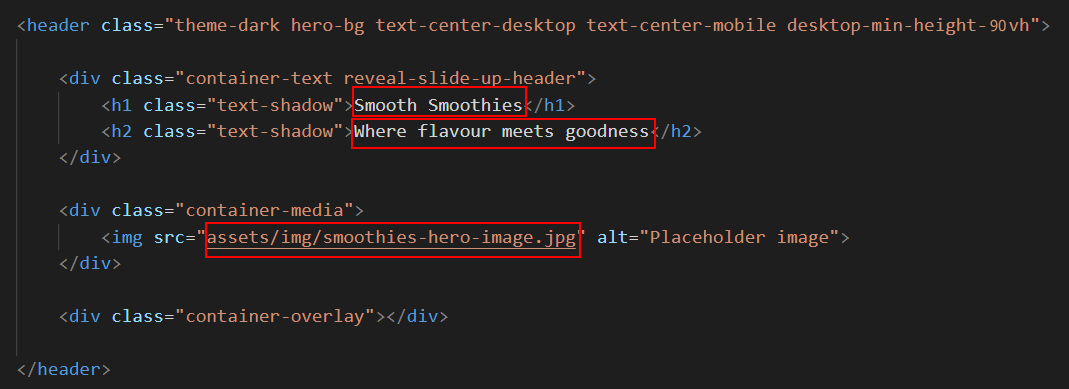 <header class="theme-dark hero-bg text-center-desktop text-center-mobile desktop-min-height-90vh">
<div class="container-text reveal-slide-up-header">
<h1 class="text-shadow">Smooth Smoothies</h1>
<h2 class="text-shadow">Where flavour meets goodness</h2>
</div>
<div class="container-media">
<img src="assets/img/smoothies-hero-image.jpg" alt="Placeholder image">
</div>
<div class="container-overlay"></div>
</header>